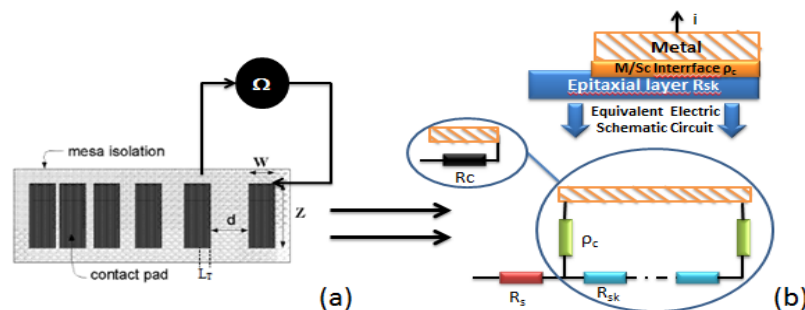 Ω
mesa isolation
W
Z
d
contact pad
LT
(a)
i
Metal
M/Sc Interrface ρc
Epitaxial layer Rsk
Equivalent Electric
Schematic Circuit
Rc
ρc
Rs
Rsk
(b)